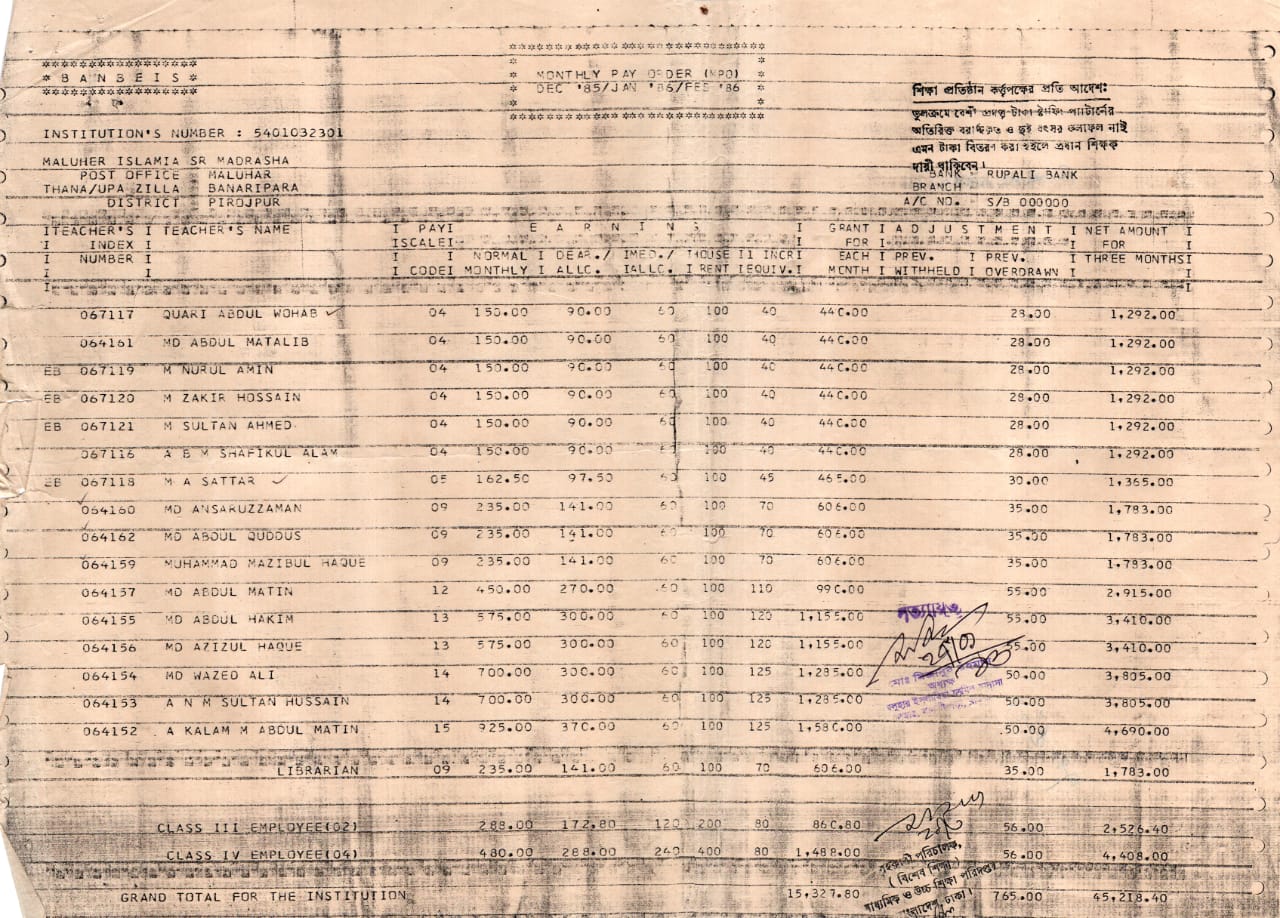 * B A N B E I S *
MONTHLY PAY ORDER (MPO)
DEC '85/JAN '86/FEB '86
শিক্ষা প্রতিষ্ঠান কর্তৃপক্ষের প্রতি আদেশঃ
ভুলক্রমে বেশী প্রদত্ত টাকা ষ্টাফিং প্যাটার্নের
অতিরিক্ত বরাদ্দকৃত ও দুই বৎসর ফলাফল নাই
এমন টাকা বিতরণ করা হইলে প্রধান শিক্ষক
দায়ী থাকিবেন।
INSTITUTION'S NUMBER : 5401032301
MALUHER ISLAMIA SR MADRASHA
POST OFFICE MALUHAR
THANA/UPA ZILLA BANARIPARA
DISTRICT PIROJPUR
BANK RUPALI BANK
BRANCH
A/C NO. S/B 000000
ITEACHER'S I TEACHER'S NAME I PAYI E A R N I N G S I GRANT I A D J U S T M E N T I NET AMOUNT I
I INDEX I ISCALEI FOR I I FOR I
I NUMBER I I I NORMAL I DEAR./ IMED./ IHOUSE I1 INCRI EACH I PREV. I PREV. I THREE MONTHSI
I I I CODEI MONTHLY I ALLC. IALLC. I RENT IEQUIV.I MONTH I WITHHELD I OVERDRAWN I I
067117 QUARI ABDUL WOHAB 04 150.00 90.00 60 100 40 440.00 28.00 1,292.00
064161 MD ABDUL MATALIB 04 150.00 90.00 60 100 40 440.00 28.00 1,292.00
EB 067119 M NURUL AMIN 04 150.00 90.00 60 100 40 440.00 28.00 1,292.00
EB 067120 M ZAKIR HOSSAIN 04 150.00 90.00 60 100 40 440.00 28.00 1,292.00
EB 067121 M SULTAN AHMED 04 150.00 90.00 60 100 40 440.00 28.00 1,292.00
067116 A B M SHAFIKUL ALAM 04 150.00 90.00 60 100 40 440.00 28.00 1,292.00
EB 067118 M A SATTAR 05 162.50 97.50 60 100 45 465.00 30.00 1,365.00
064160 MD ANSARUZZAMAN 09 235.00 141.00 60 100 70 606.00 35.00 1,783.00
064162 MD ABDUL QUDDUS 09 235.00 141.00 60 100 70 606.00 35.00 1,783.00
064159 MUHAMMAD MAZIBUL HAQUE 09 235.00 141.00 60 100 70 606.00 35.00 1,783.00
064157 MD ABDUL MATIN 12 450.00 270.00 60 100 110 990.00 55.00 2,915.00
064155 MD ABDUL HAKIM 13 575.00 300.00 60 100 120 1,155.00 55.00 3,410.00
064156 MD AZIZUL HAQUE 13 575.00 300.00 60 100 120 1,155.00 55.00 3,410.00
064154 MD WAZED ALI 14 700.00 300.00 60 100 125 1,285.00 50.00 3,805.00
064153 A N M SULTAN HUSSAIN 14 700.00 300.00 60 100 125 1,285.00 50.00 3,805.00
064152 A KALAM M ABDUL MATIN 15 925.00 370.00 60 100 125 1,580.00 50.00 4,690.00
সত্যায়িত
অধ্যক্ষ
LIBRARIAN 09 235.00 141.00 60 100 70 606.00 35.00 1,783.00
CLASS III EMPLOYEE(02) 288.00 172.80 120 200 80 860.80 56.00 2,526.40
CLASS IV EMPLOYEE(04) 480.00 288.00 240 400 80 1,488.00 56.00 4,408.00
GRAND TOTAL FOR THE INSTITUTION 15,327.80 765.00 45,218.40
সহকারী পরিচালক,
( বিশেষ শিক্ষা )
মাধ্যমিক ও উচ্চ শিক্ষা পরিদপ্তর
বাংলাদেশ, ঢাকা।